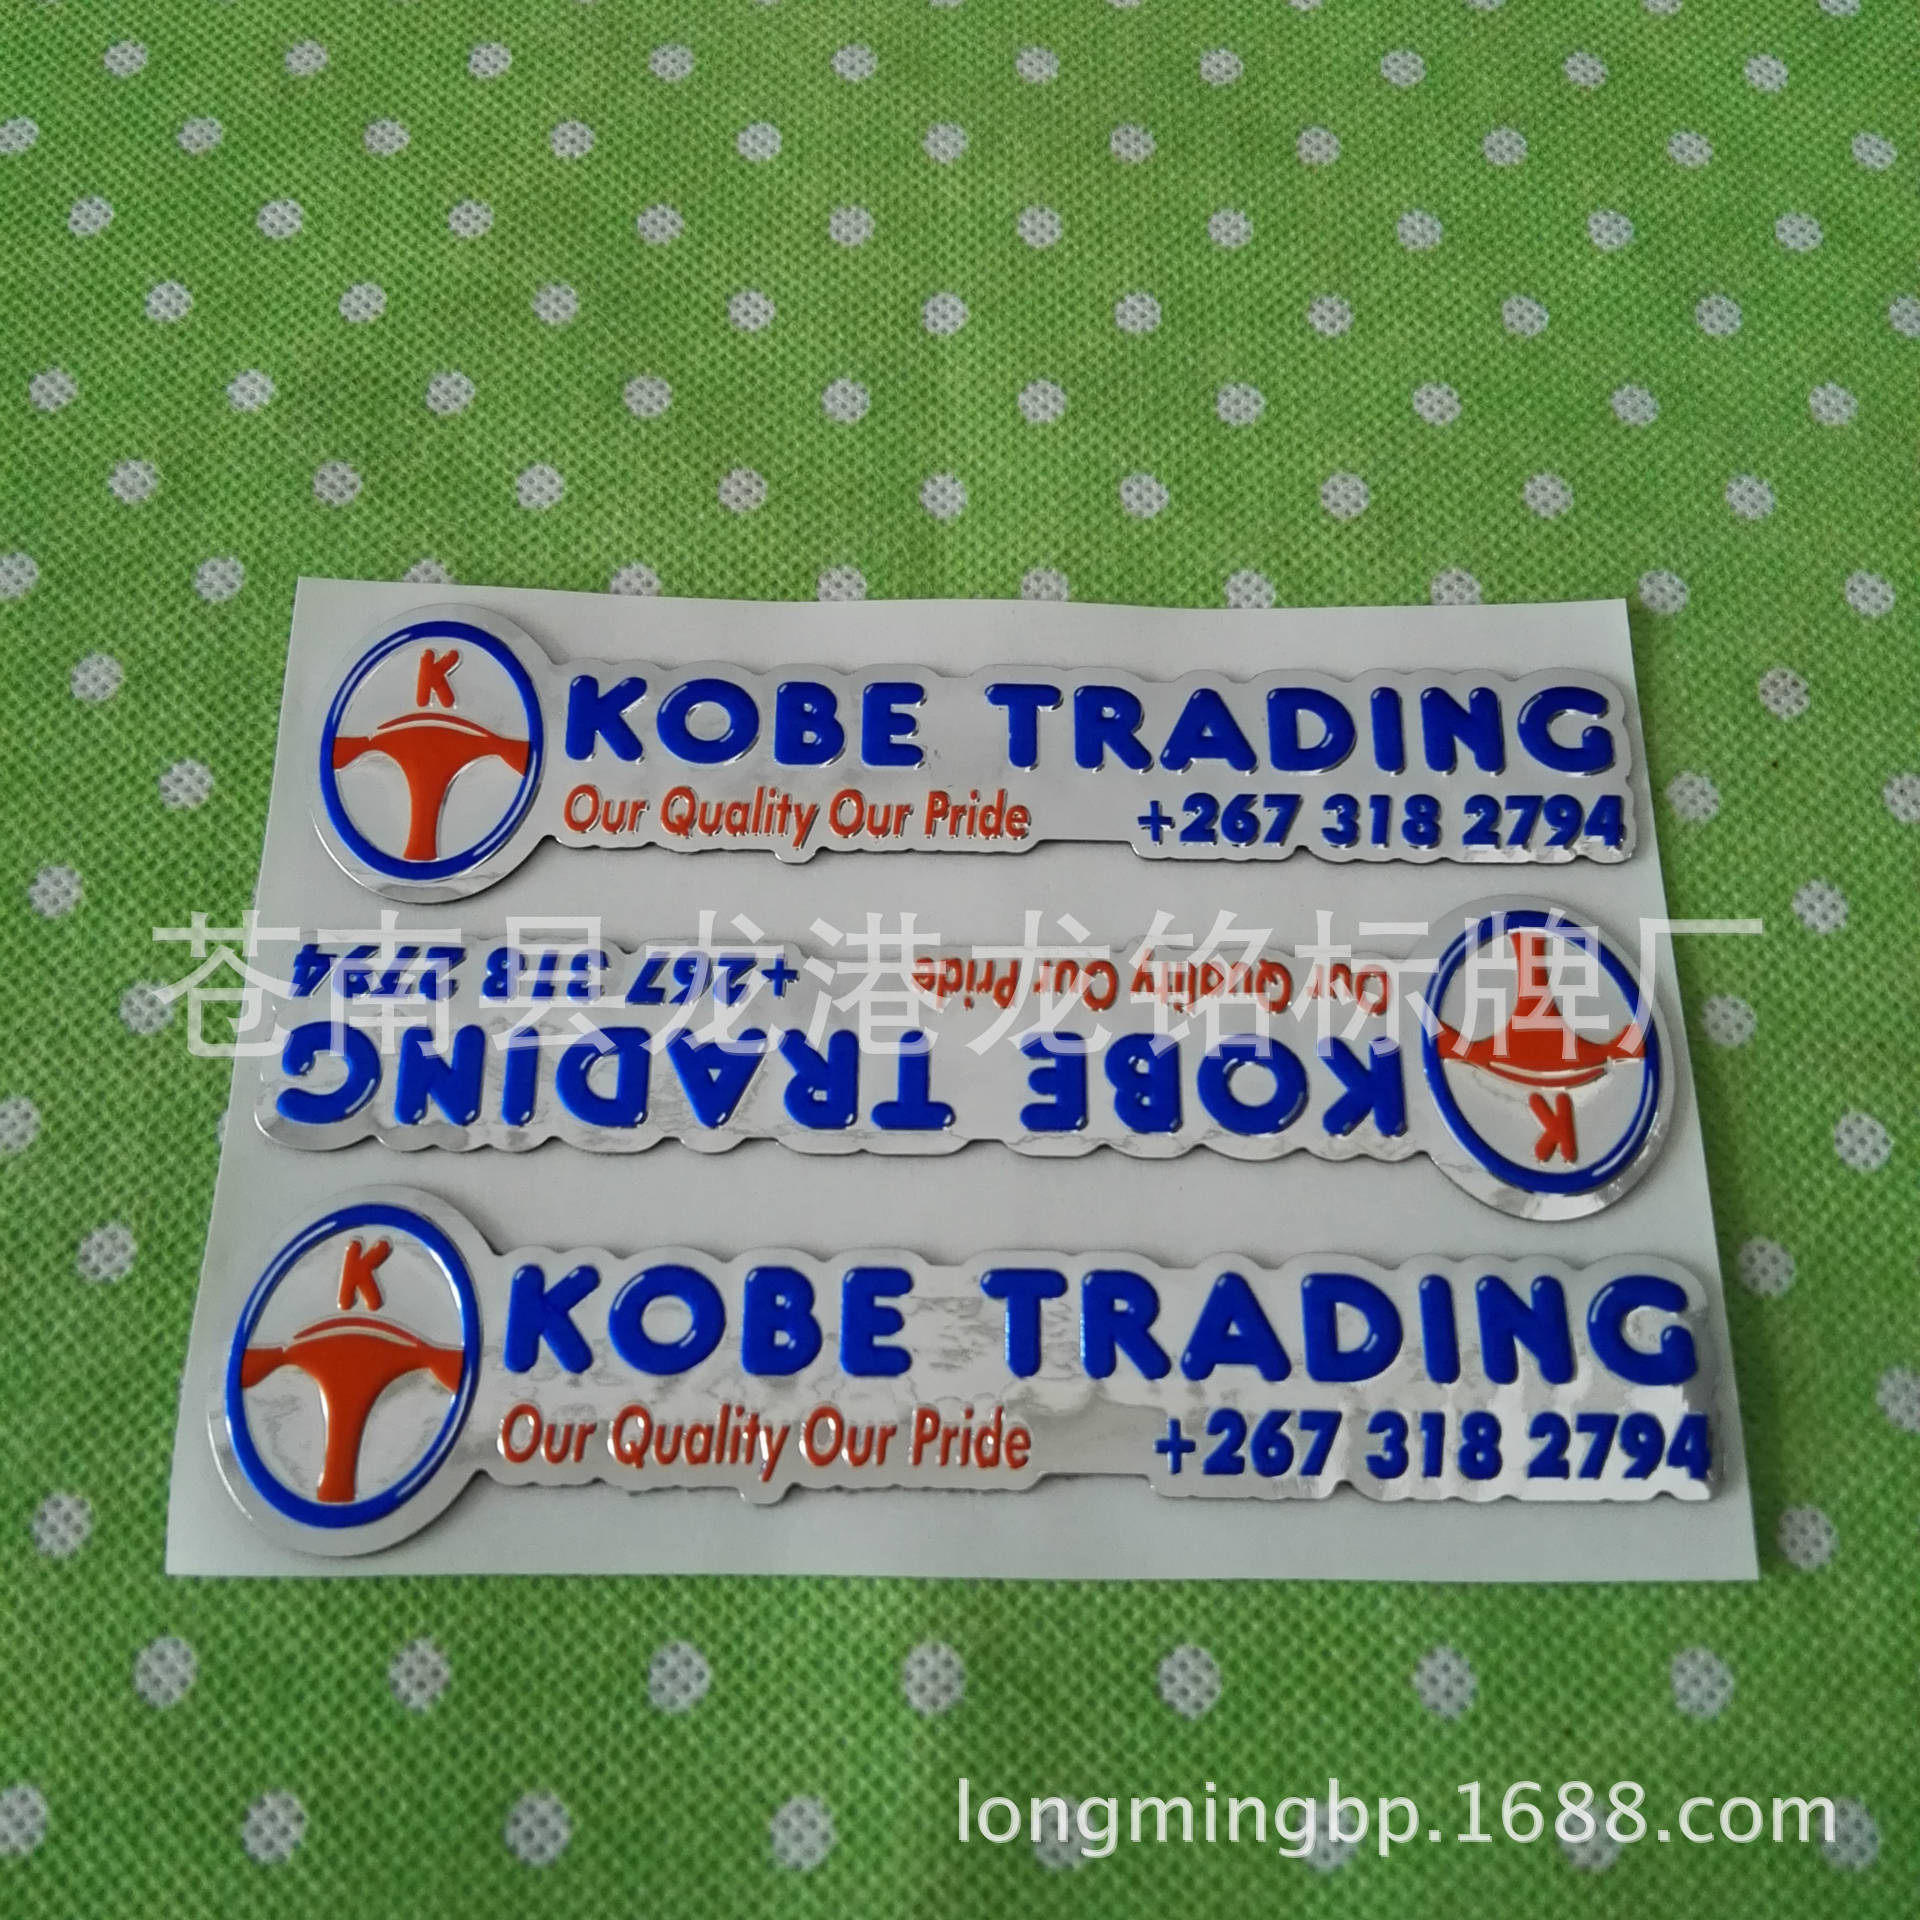 K
KOBE TRADING
Our Quality Our Pride +267 318 2794
苍南县龙港龙铭标牌厂
K
KOBE TRADING
Our Quality Our Pride +267 318 2794
K
KOBE TRADING
Our Quality Our Pride +267 318 2794
longmingbp.1688.com